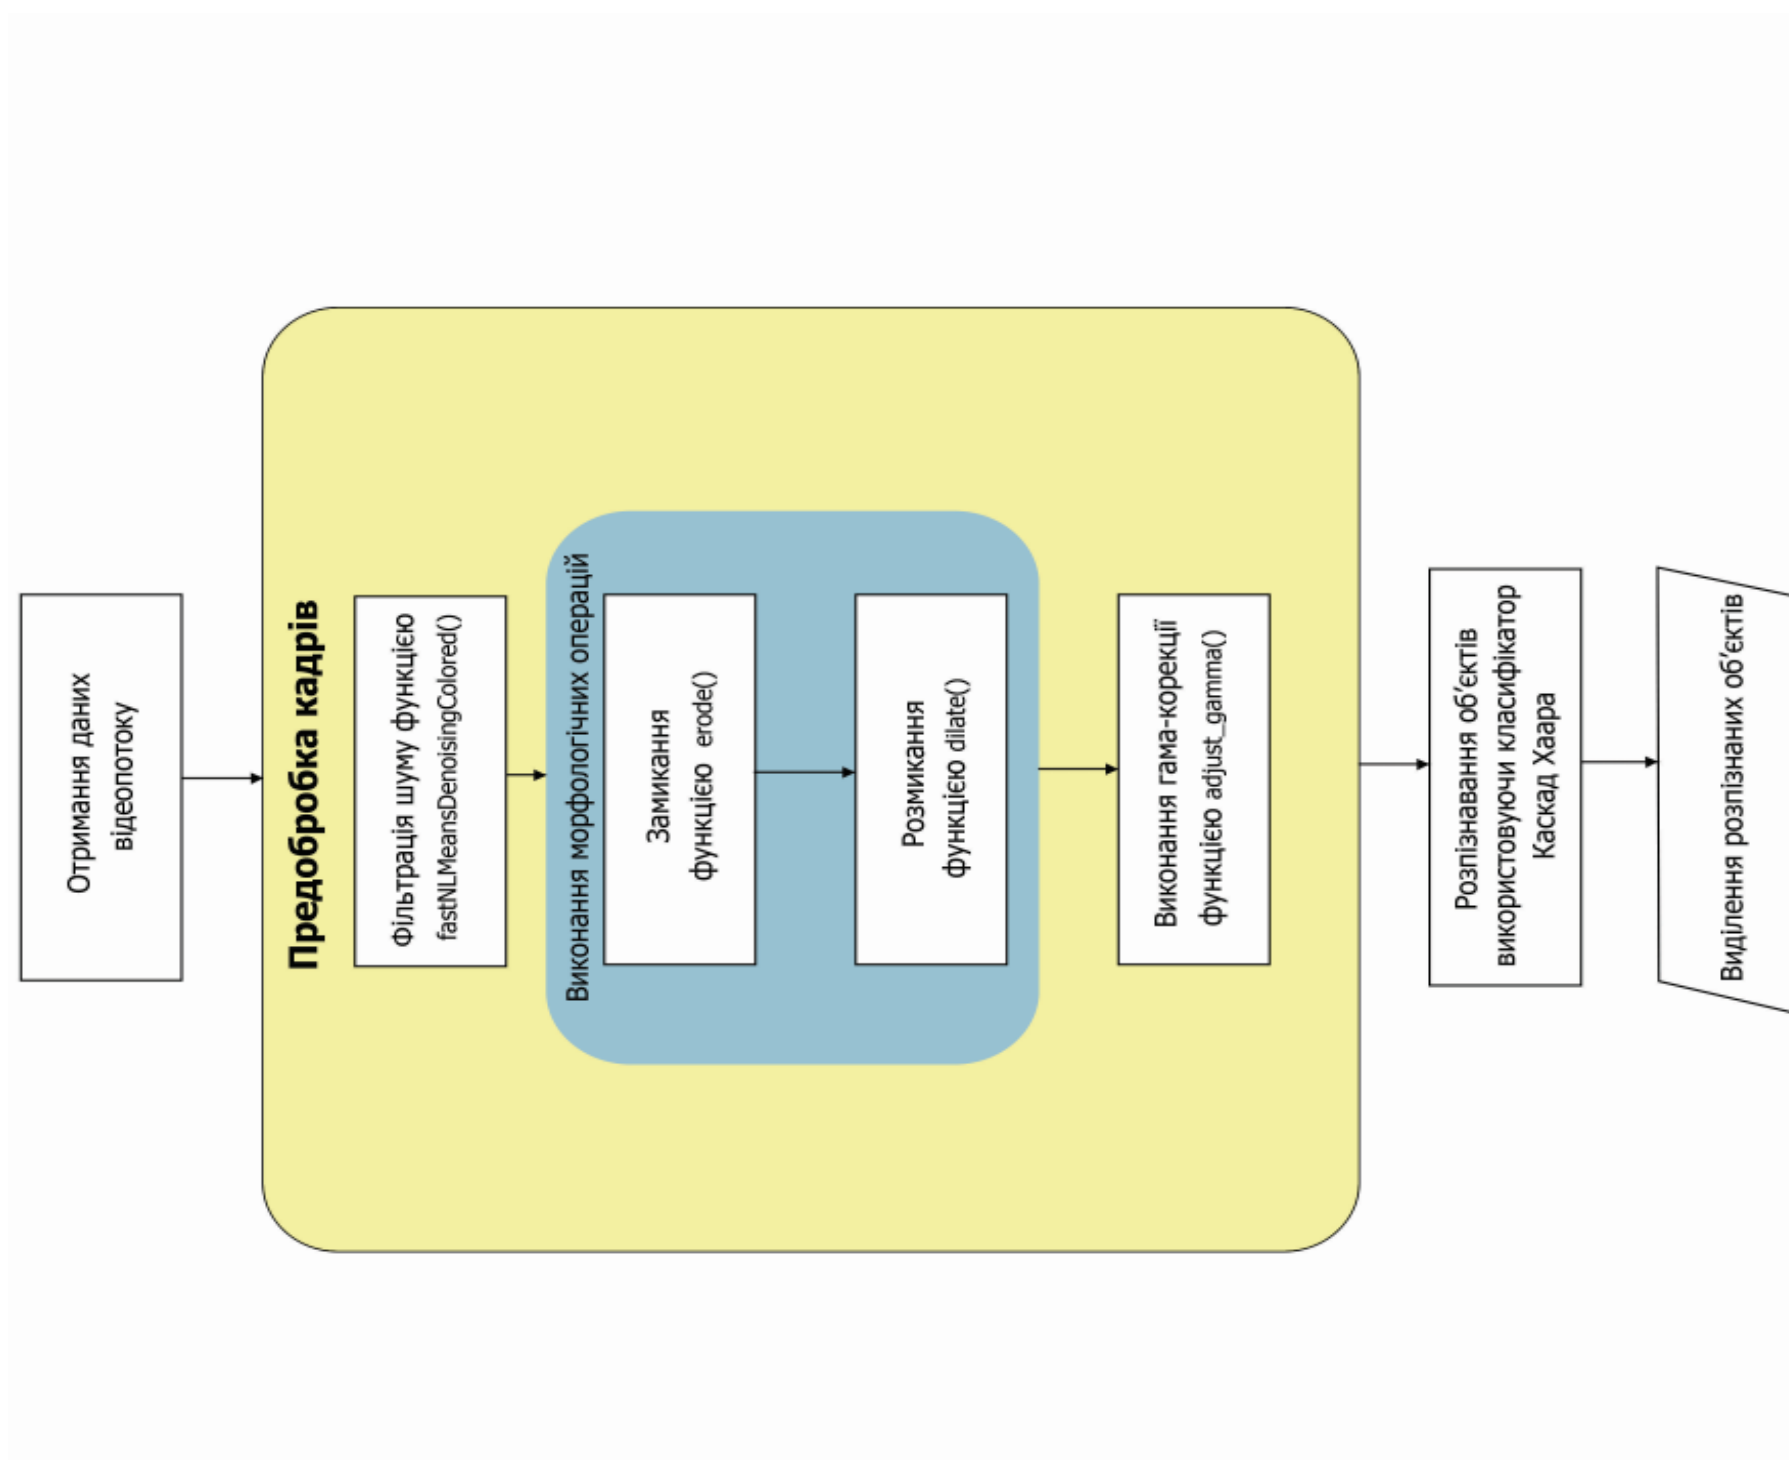 Отримання даних
відеопотоку
Предобробка кадрів
Фільтрація шуму функцією
fastNLMeansDenoisingColored()
Виконання морфологічних операцій
Замикання
функцією erode()
Розмикання
функцією dilate()
Виконання гама-корекції
функцією adjust_gamma()
Розпізнавання об'єктів
використовуючи класифікатор
Каскад Хаара
Виділення розпізнаних об'єктів